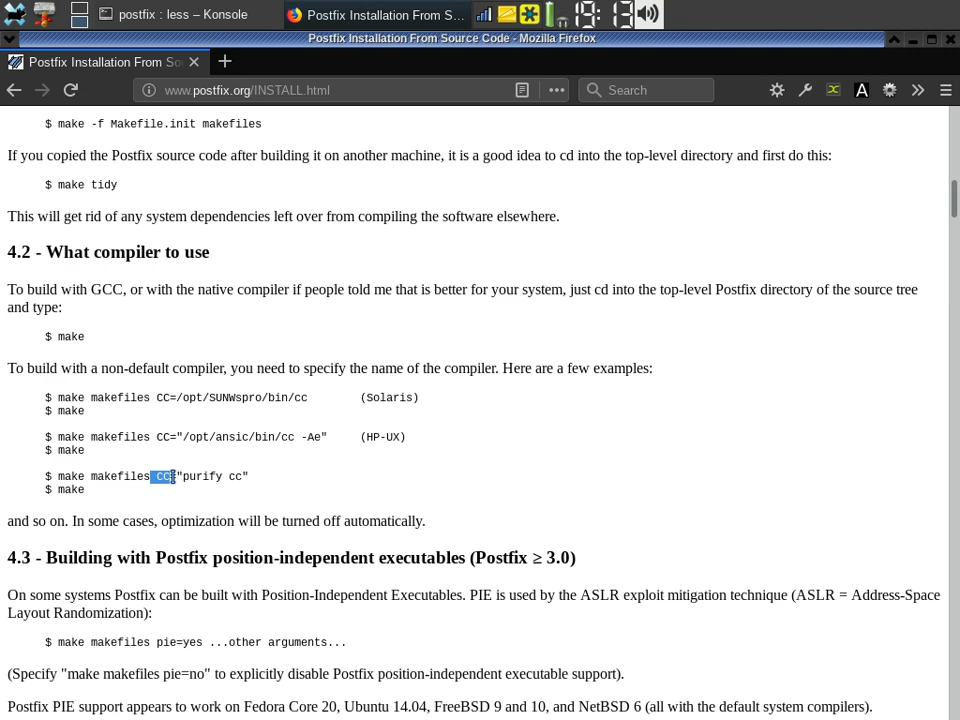 postfix : less – Konsole
Postfix Installation From S...
19: 13
Postfix Installation From Source Code - Mozilla Firefox
Postfix Installation From So
www.postfix.org/INSTALL.html
Search
A
$ make -f Makefile.init makefiles
If you copied the Postfix source code after building it on another machine, it is a good idea to cd into the top-level directory and first do this:
$ make tidy
This will get rid of any system dependencies left over from compiling the software elsewhere.
4.2 - What compiler to use
To build with GCC, or with the native compiler if people told me that is better for your system, just cd into the top-level Postfix directory of the source tree
and type:
$ make
To build with a non-default compiler, you need to specify the name of the compiler. Here are a few examples:
$ make makefiles CC=/opt/SUNWspro/bin/cc (Solaris)
$ make
$ make makefiles CC="/opt/ansic/bin/cc -Ae" (HP-UX)
$ make
$ make makefiles CC="purify cc"
$ make
and so on. In some cases, optimization will be turned off automatically.
4.3 - Building with Postfix position-independent executables (Postfix ≥ 3.0)
On some systems Postfix can be built with Position-Independent Executables. PIE is used by the ASLR exploit mitigation technique (ASLR = Address-Space
Layout Randomization):
$ make makefiles pie=yes ...other arguments...
(Specify "make makefiles pie=no" to explicitly disable Postfix position-independent executable support).
Postfix PIE support appears to work on Fedora Core 20, Ubuntu 14.04, FreeBSD 9 and 10, and NetBSD 6 (all with the default system compilers).